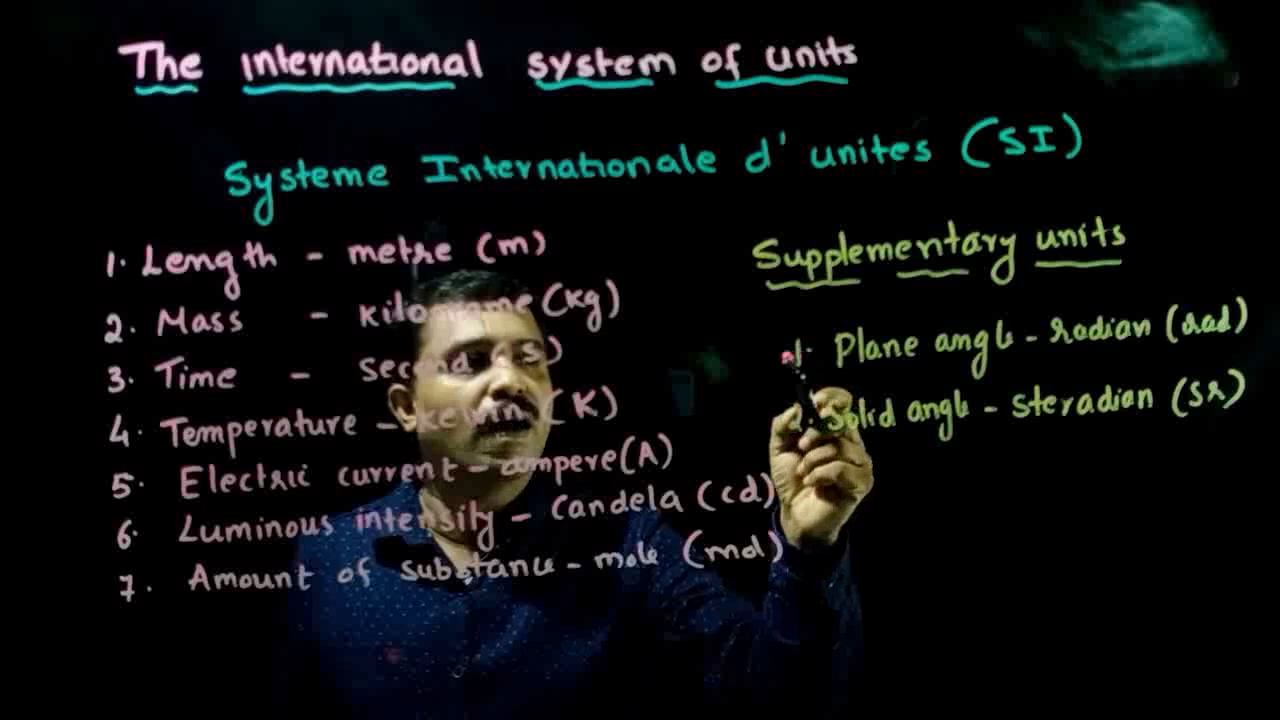 The international system of units
Systeme Internationale d' unites (SI)
1. Length - metre (m)
2. Mass - kilograme (kg)
3. Time - second (s)
4. Temperature - kelvin (K)
5. Electric current - ampere (A)
6. Luminous intensity - candela (cd)
7. Amount of substance - mole (mol)
Supplementary units
1. Plane angle - radian (rad)
2. Solid angle - steradian (sr)